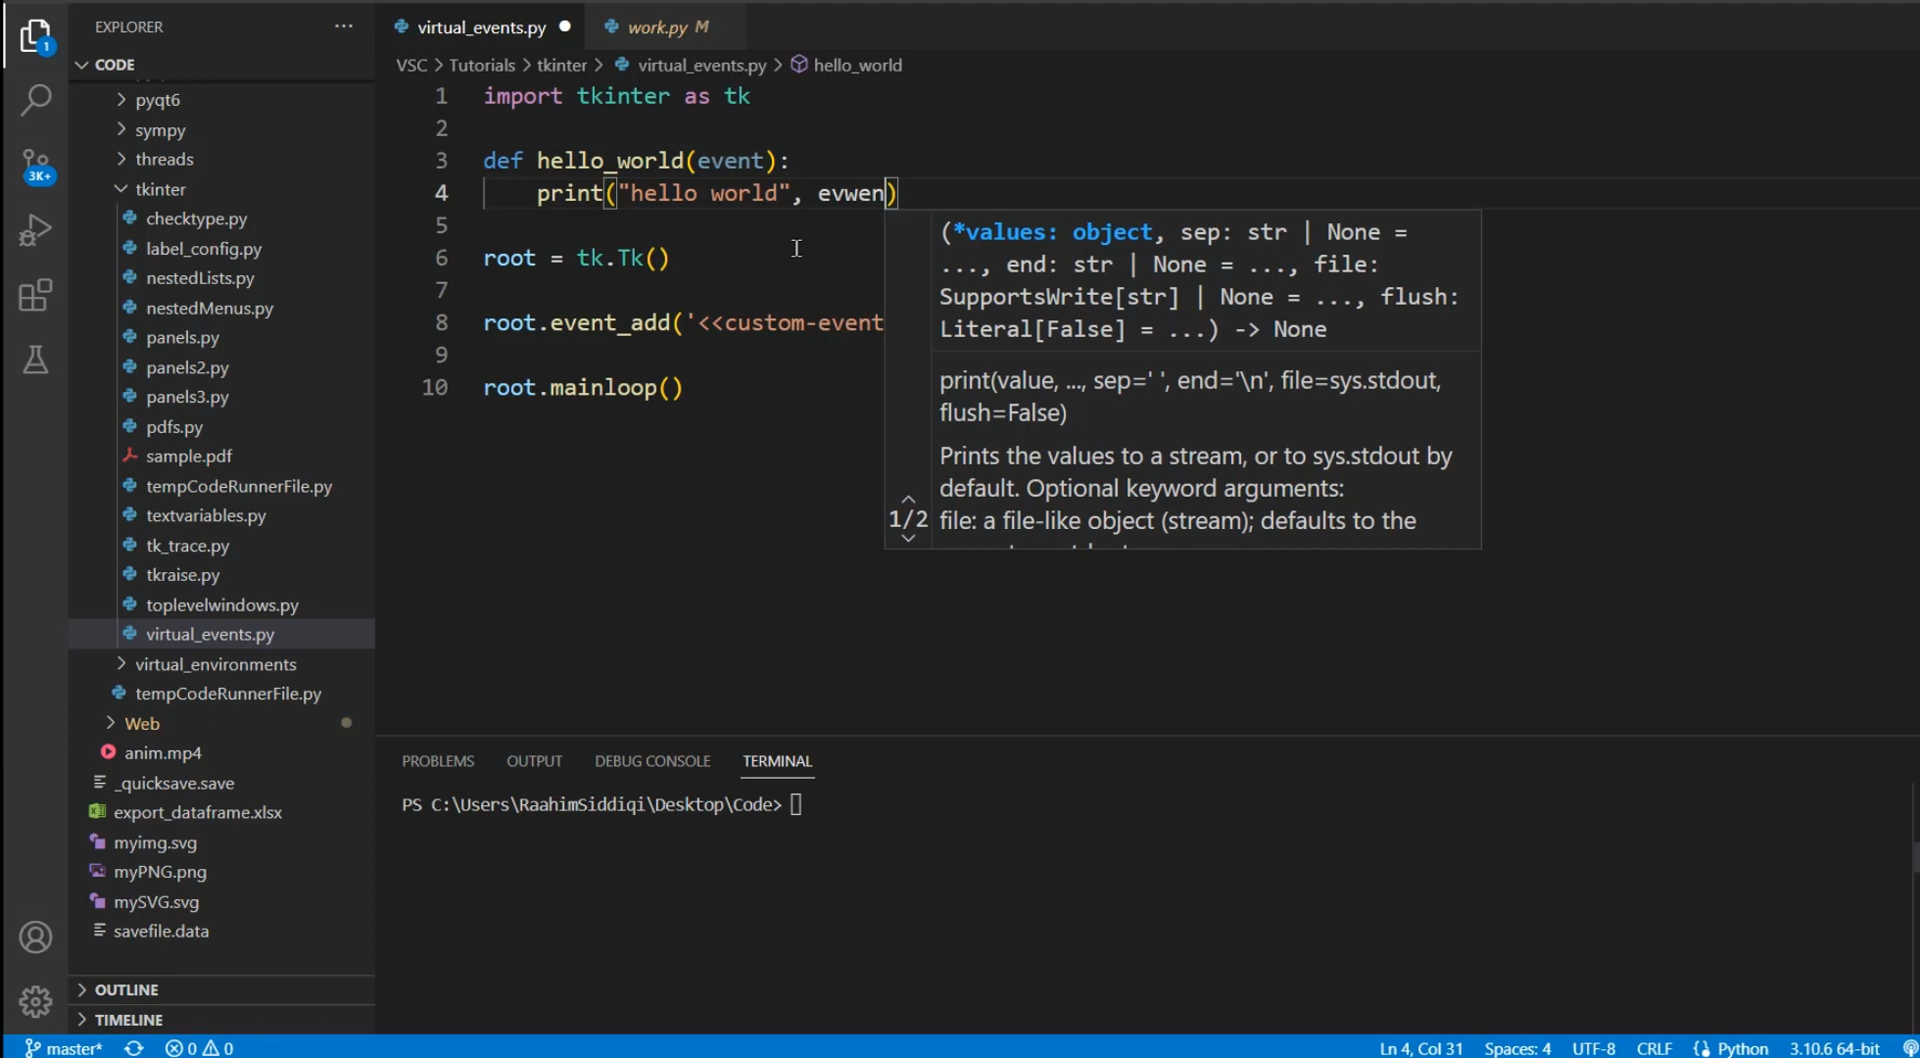 EXPLORER
CODE
pyqt6
sympy
threads
tkinter
checktype.py
label_config.py
nestedLists.py
nestedMenus.py
panels.py
panels2.py
panels3.py
pdfs.py
sample.pdf
tempCodeRunnerFile.py
textvariables.py
tk_trace.py
tkraise.py
toplevelwindows.py
virtual_events.py
virtual_environments
tempCodeRunnerFile.py
Web
anim.mp4
_quicksave.save
export_dataframe.xlsx
myimg.svg
myPNG.png
mySVG.svg
savefile.data
OUTLINE
TIMELINE
1
3K+
virtual_events.py
work.py M
VSC > Tutorials > tkinter > virtual_events.py > hello_world
1 import tkinter as tk
2
3 def hello_world(event):
4 print("hello world", evwen)
5
6 root = tk.Tk()
7
8 root.event_add('<<custom-event
9
10 root.mainloop()
(*values: object, sep: str | None =
..., end: str | None = ..., file:
SupportsWrite[str] | None = ..., flush:
Literal[False] = ...) -> None
print(value, ..., sep=' ', end='\n', file=sys.stdout,
flush=False)
Prints the values to a stream, or to sys.stdout by
default. Optional keyword arguments:
1/2 file: a file-like object (stream); defaults to the
PROBLEMS OUTPUT DEBUG CONSOLE TERMINAL
PS C:\Users\RaahimSiddiqi\Desktop\Code>
master* 0 0 Ln 4, Col 31 Spaces: 4 UTF-8 CRLF Python 3.10.6 64-bit